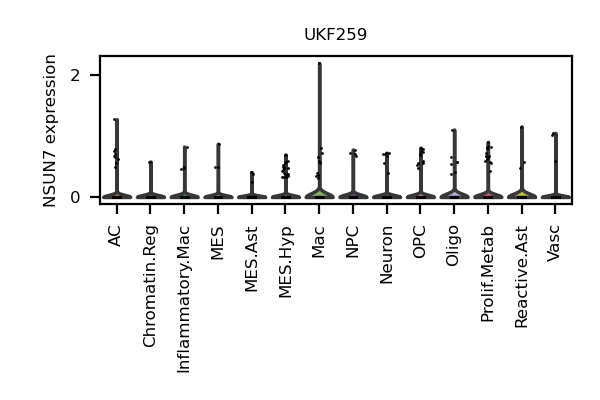 UKF259
NSUN7 expression
2
0
AC
Chromatin.Reg
Inflammatory.Mac
MES
MES.Ast
MES.Hyp
Mac
NPC
Neuron
OPC
Oligo
Prolif.Metab
Reactive.Ast
Vasc